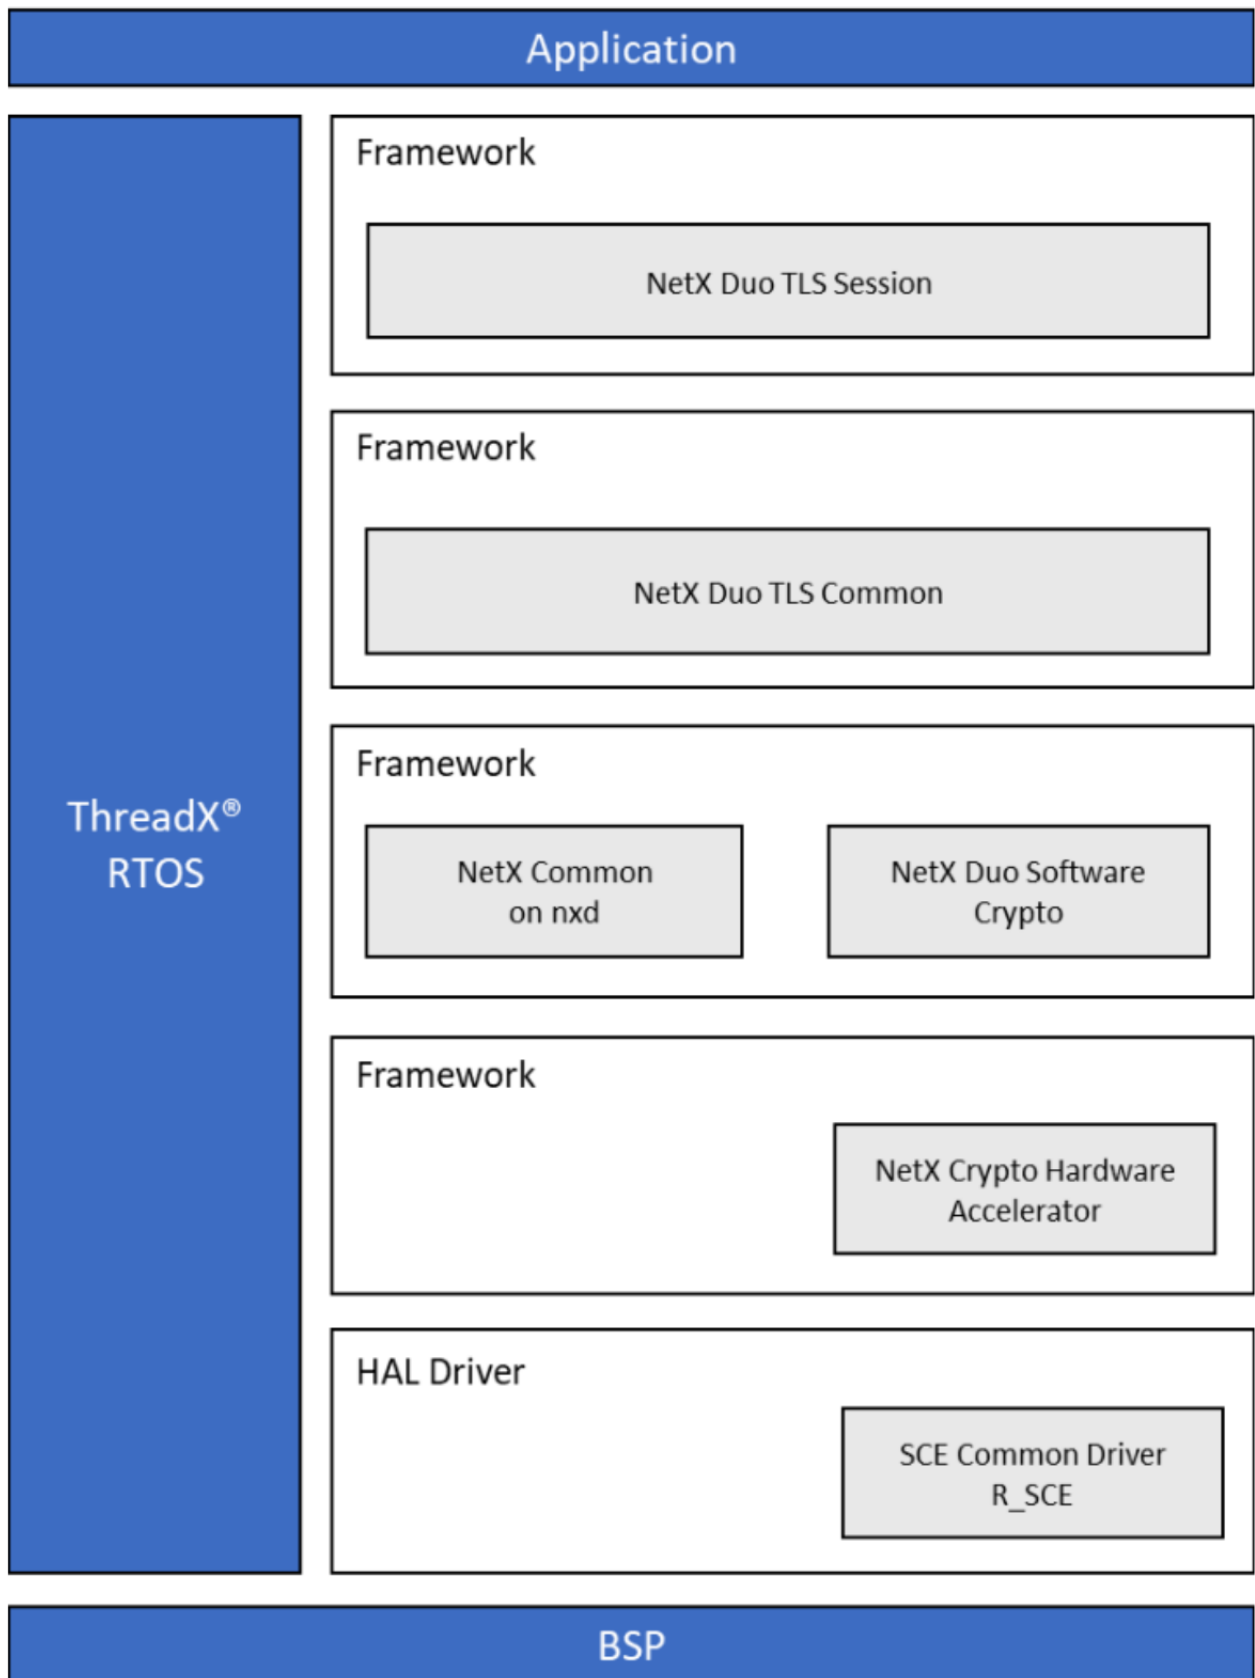 Application
ThreadX®
RTOS
Framework
NetX Duo TLS Session
Framework
NetX Duo TLS Common
Framework
NetX Common
on nxd
NetX Duo Software
Crypto
Framework
NetX Crypto Hardware
Accelerator
HAL Driver
SCE Common Driver
R_SCE
BSP